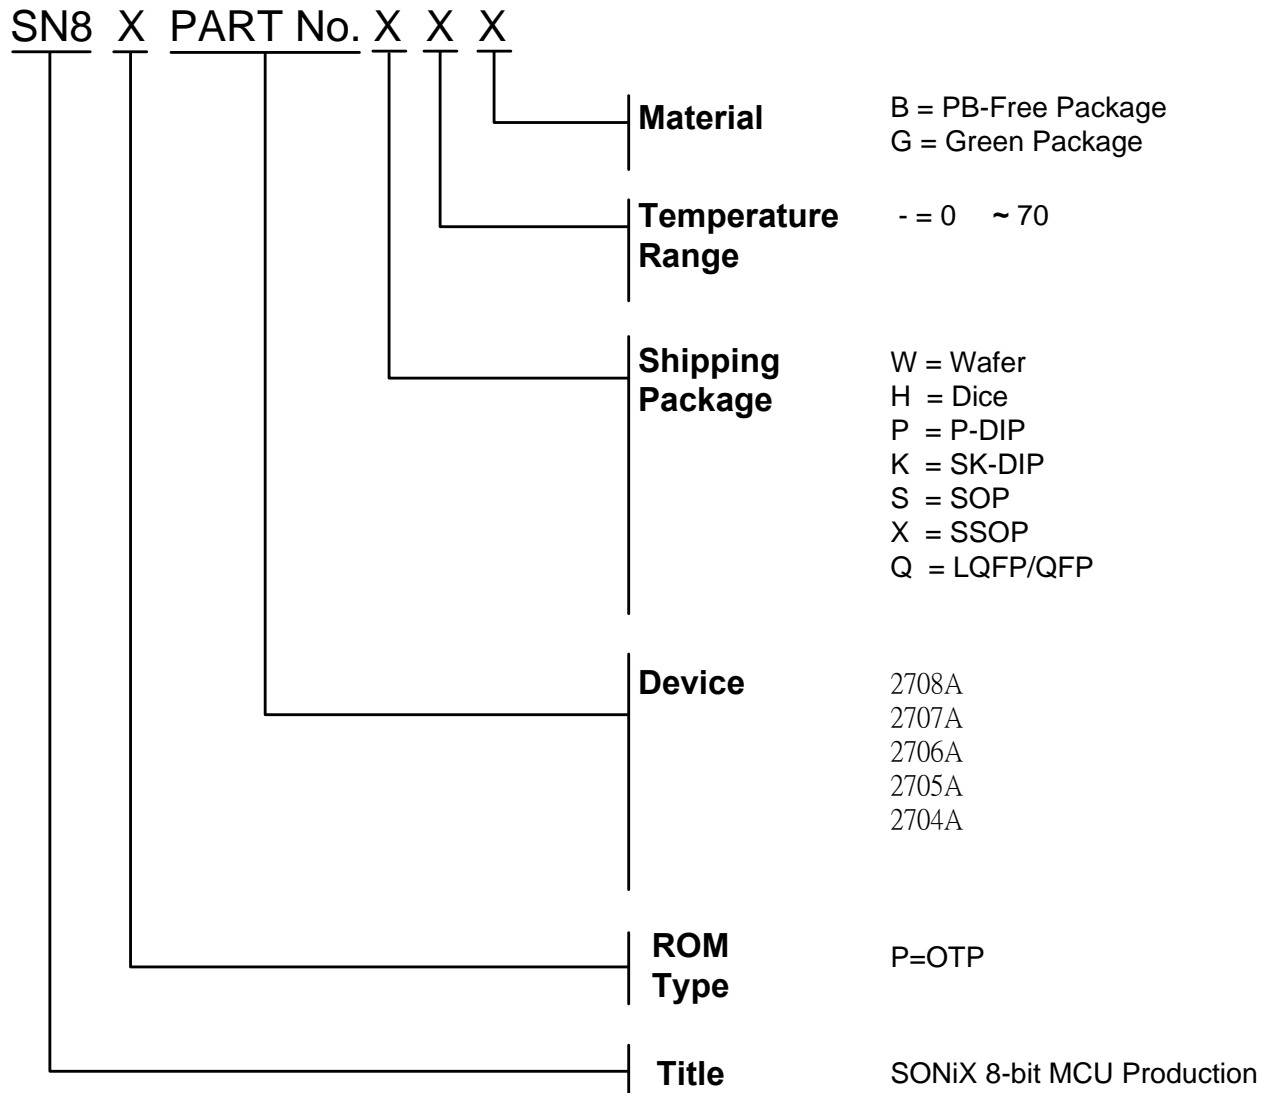 SN8 X PART No. X X X
Material
B = PB-Free Package
G = Green Package
Temperature
Range
- = 0 ~ 70
Shipping
Package
W = Wafer
H = Dice
P = P-DIP
K = SK-DIP
S = SOP
X = SSOP
Q = LQFP/QFP
Device
2708A
2707A
2706A
2705A
2704A
ROM
Type
P=OTP
Title
SONiX 8-bit MCU Production